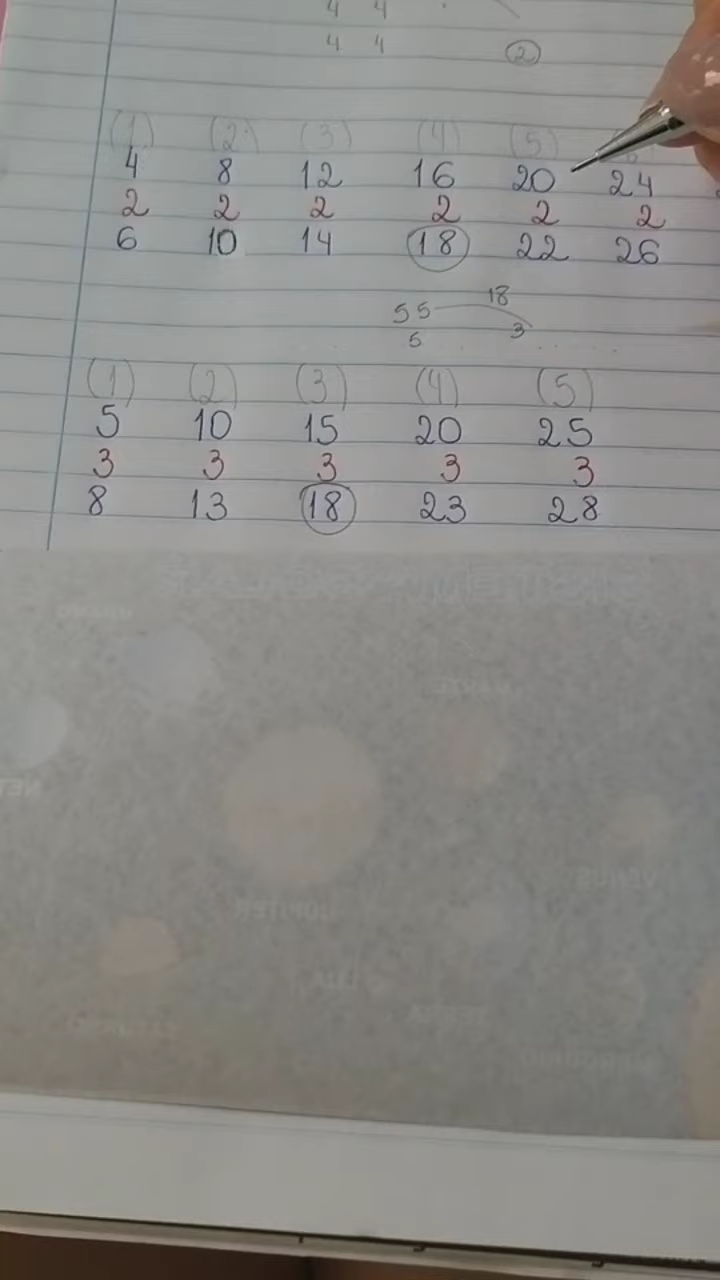 4 4
4 4 2
(1) (2) (3) (4) (5)
4 8 12 16 20 24
2 2 2 2 2 2
6 10 14 18 22 26
18
5 5
5 3
(1) (2) (3) (4) (5)
5 10 15 20 25
3 3 3 3 3
8 13 18 23 28